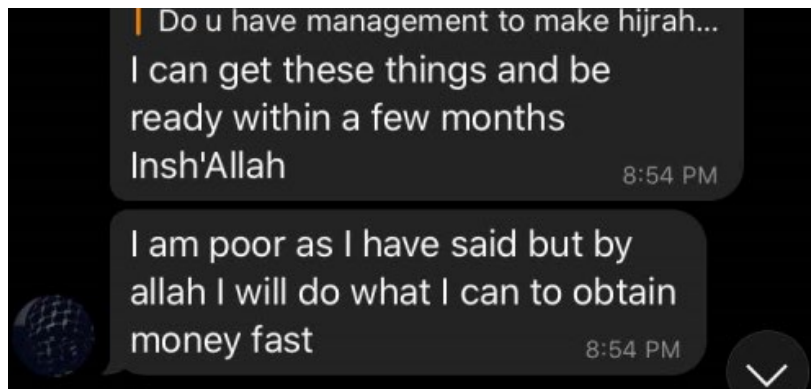 Do u have management to make hijrah...
I can get these things and be
ready within a few months
Insh'Allah
8:54 PM
I am poor as I have said but by
allah I will do what I can to obtain
money fast
8:54 PM